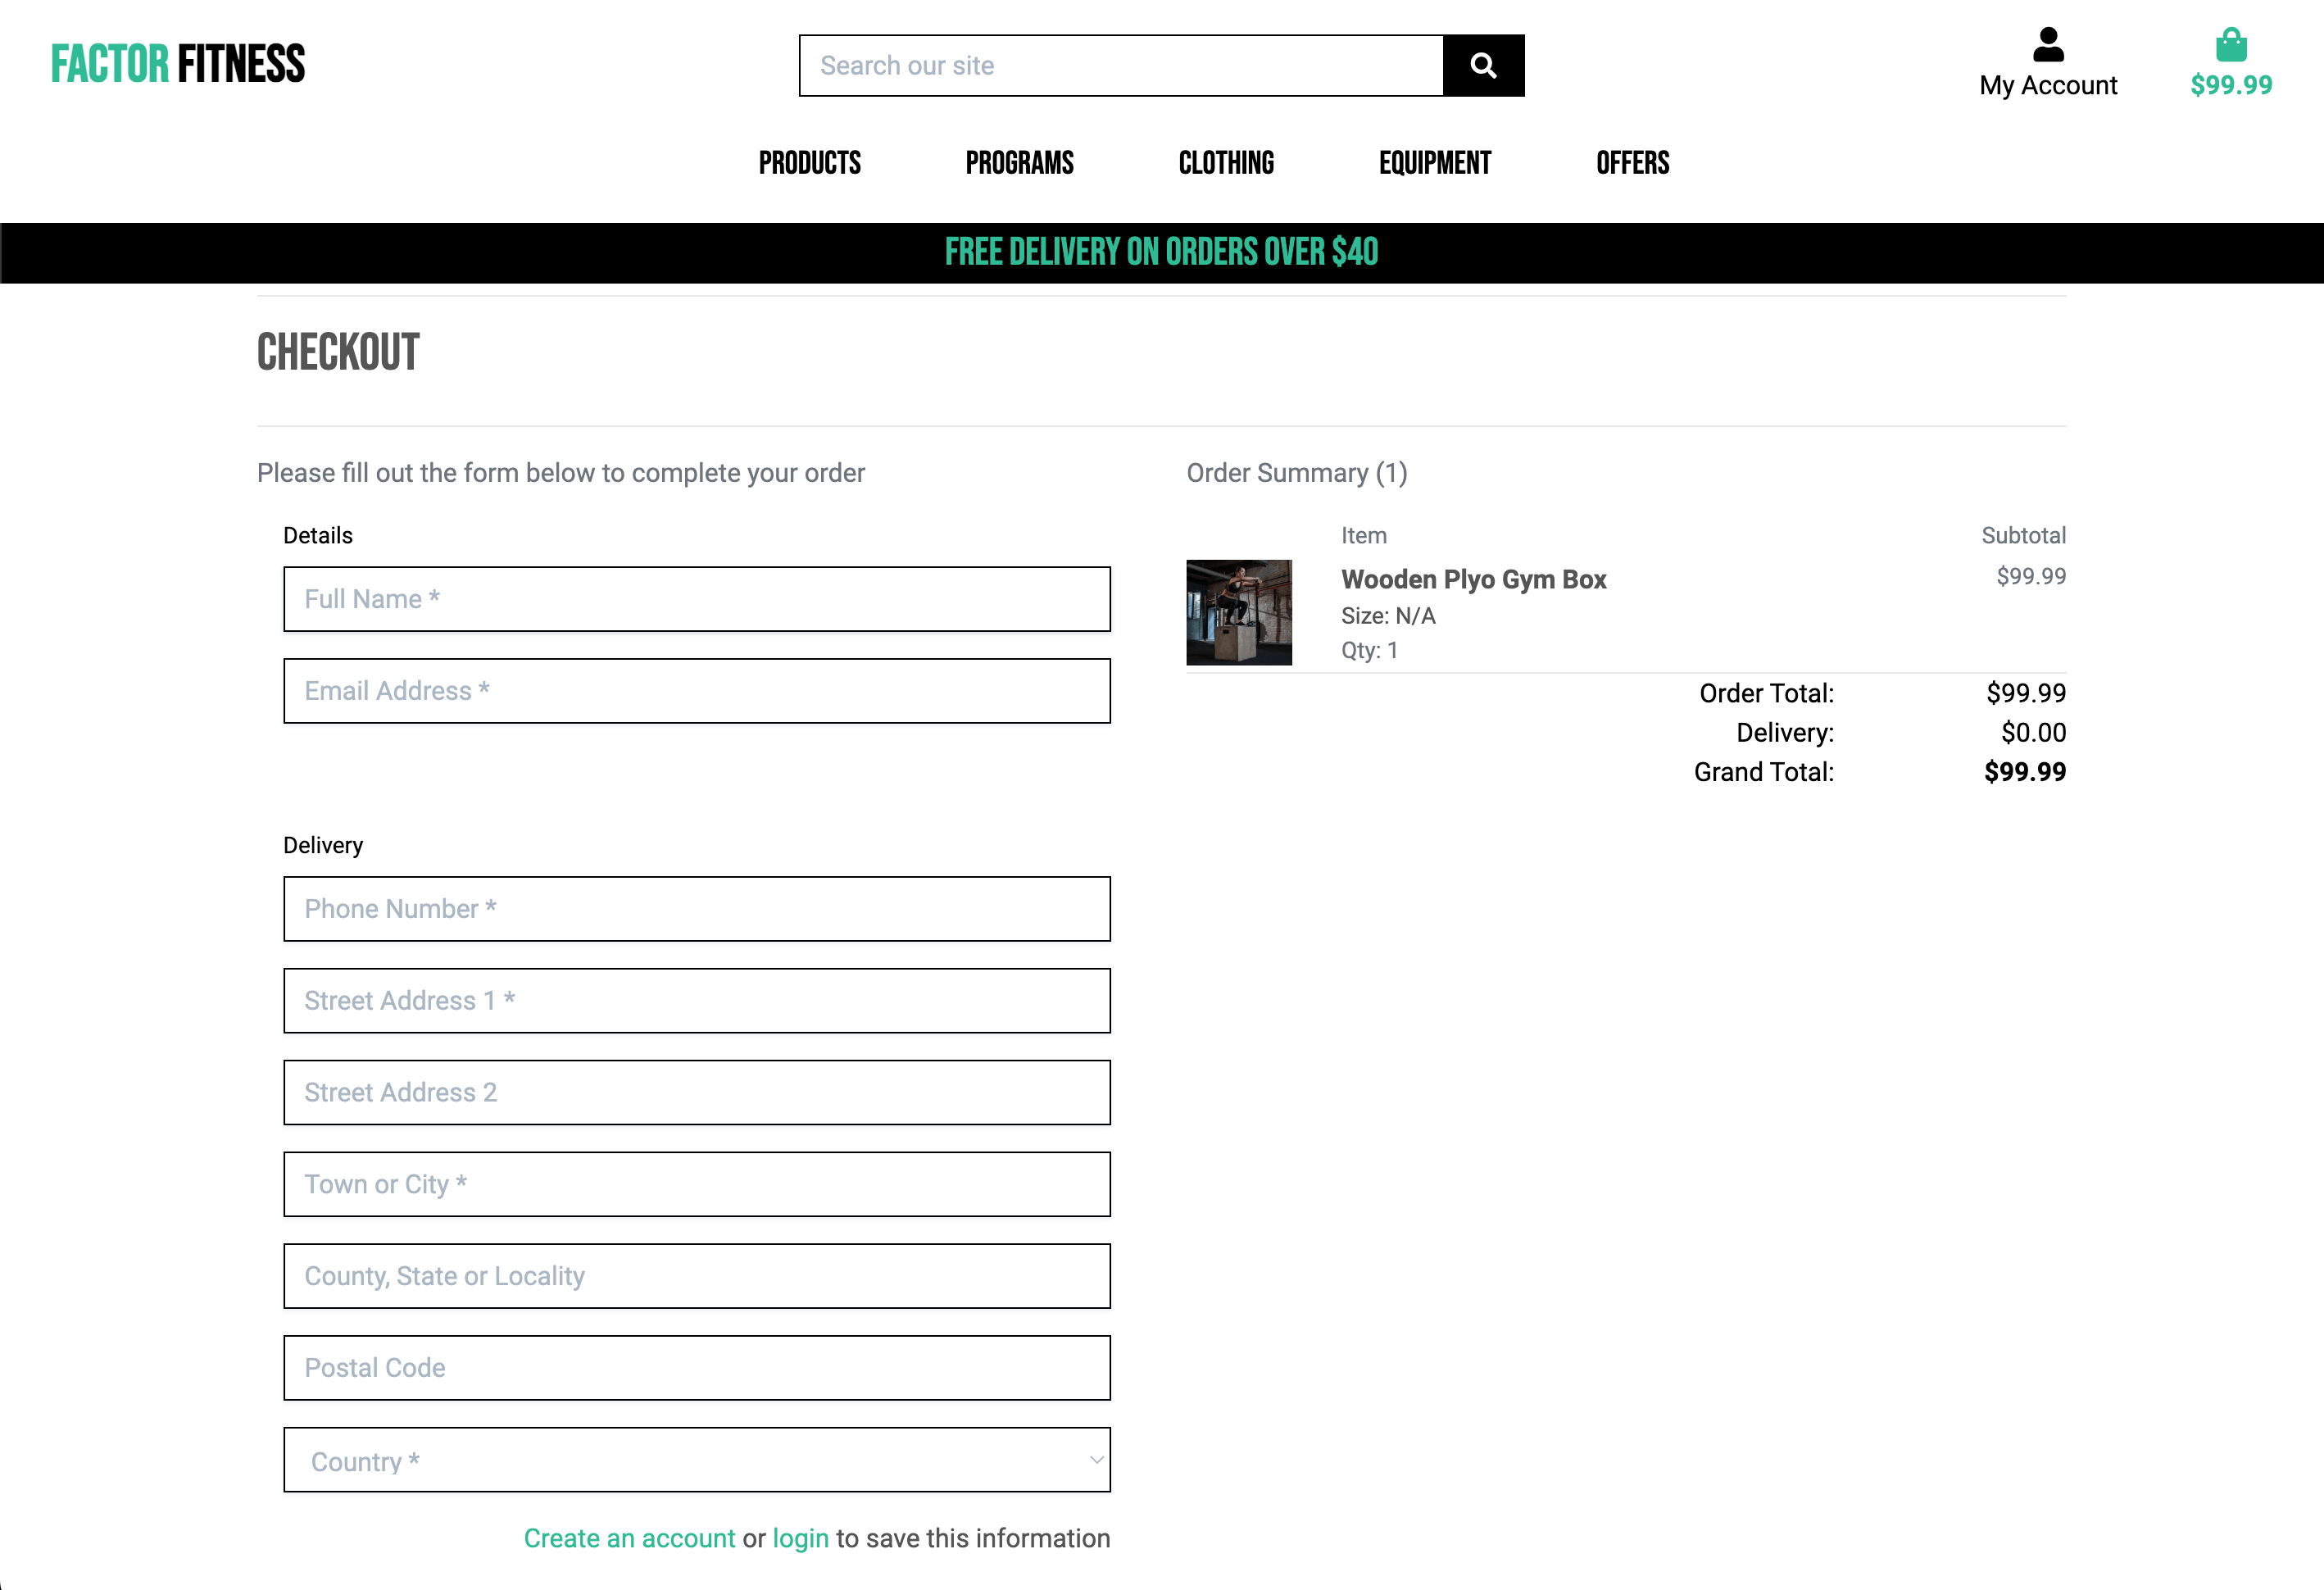 FACTOR FITNESS
Search our site
My Account
$99.99
PRODUCTS PROGRAMS CLOTHING EQUIPMENT OFFERS
FREE DELIVERY ON ORDERS OVER $40
CHECKOUT
Please fill out the form below to complete your order
Details
Full Name *
Email Address *
Delivery
Phone Number *
Street Address 1 *
Street Address 2
Town or City *
County, State or Locality
Postal Code
Country *
Create an account or login to save this information
Order Summary (1)
Item Subtotal
Wooden Plyo Gym Box $99.99
Size: N/A
Qty: 1
Order Total: $99.99
Delivery: $0.00
Grand Total: $99.99